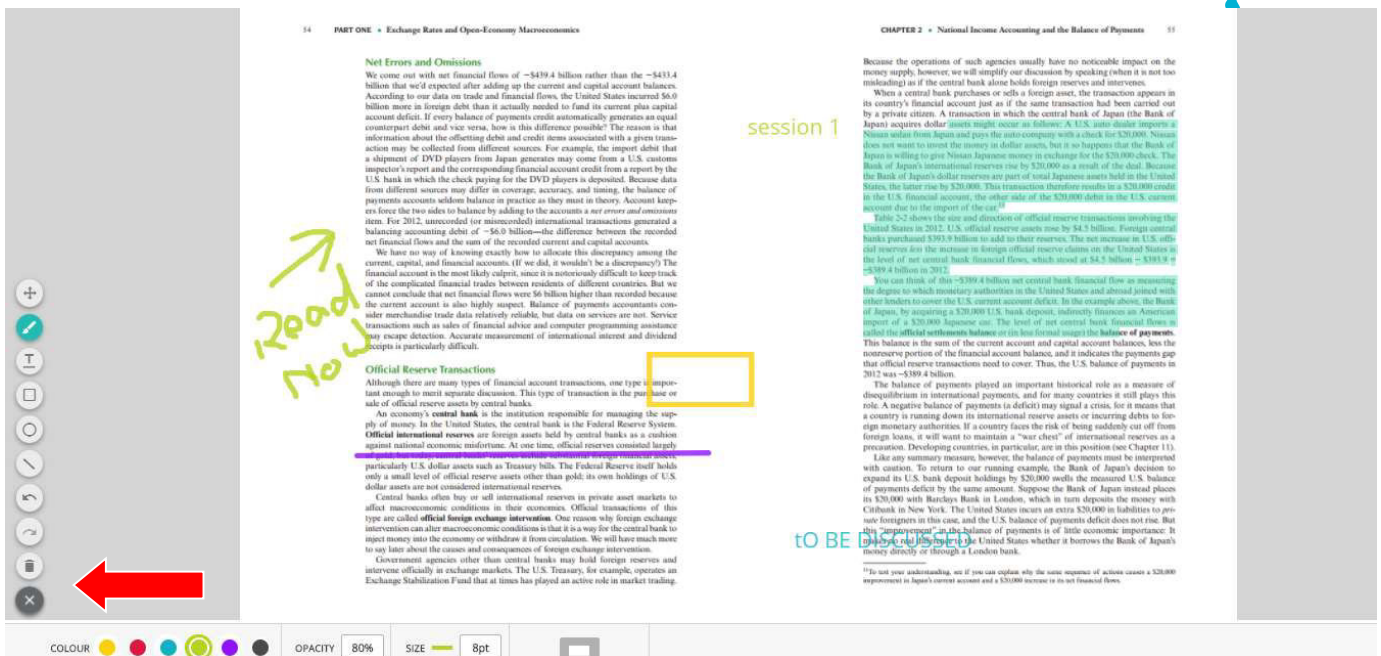 54 PART ONE • Exchange Rates and Open-Economy Macroeconomics
Net Errors and Omissions
We come out with net financial flows of −$439.4 billion rather than the −$433.4
billion that we'd expected after adding up the current and capital account balances.
According to our data on trade and financial flows, the United States incurred $6.0
billion more in foreign debt than it actually needed to fund its current plus capital
account deficit. If every balance of payments credit automatically generates an equal
counterpart debit and vice versa, how is this difference possible? The reason is that
information about the offsetting debit and credit items associated with a given trans-
action may be collected from different sources. For example, the import debit that
a shipment of DVD players from Japan generates may come from a U.S. customs
inspector's report and the corresponding financial account credit from a report by the
U.S. bank in which the check paying for the DVD players is deposited. Because data
from different sources may differ in coverage, accuracy, and timing, the balance of
payments accounts seldom balance in practice as they must in theory. Account keep-
ers force the two sides to balance by adding to the accounts a net errors and omissions
item. For 2012, unrecorded (or misrecorded) international transactions generated a
balancing accounting debit of −$6.0 billion—the difference between the recorded
net financial flows and the sum of the recorded current and capital accounts.
We have no way of knowing exactly how to allocate this discrepancy among the
current, capital, and financial accounts. (If we did, it wouldn't be a discrepancy!) The
financial account is the most likely culprit, since it is notoriously difficult to keep track
of the complicated financial trades between residents of different countries. But we
cannot conclude that net financial flows were $6 billion higher than recorded because
the current account is also highly suspect. Balance of payments accountants con-
sider merchandise trade data relatively reliable, but data on services are not. Service
transactions such as sales of financial advice and computer programming assistance
may escape detection. Accurate measurement of international interest and dividend
receipts is particularly difficult.
Read
Now
Official Reserve Transactions
Although there are many types of financial account transactions, one type is impor-
tant enough to merit separate discussion. This type of transaction is the purchase or
sale of official reserve assets by central banks.
An economy's central bank is the institution responsible for managing the sup-
ply of money. In the United States, the central bank is the Federal Reserve System.
Official international reserves are foreign assets held by central banks as a cushion
against national economic misfortune. At one time, official reserves consisted largely
of gold, but today, central banks' reserves include substantial foreign financial assets,
particularly U.S. dollar assets such as Treasury bills. The Federal Reserve itself holds
only a small level of official reserve assets other than gold; its own holdings of U.S.
dollar assets are not considered international reserves.
Central banks often buy or sell international reserves in private asset markets to
affect macroeconomic conditions in their economies. Official transactions of this
type are called official foreign exchange intervention. One reason why foreign exchange
intervention can alter macroeconomic conditions is that it is a way for the central bank to
inject money into the economy or withdraw it from circulation. We will have much more
to say later about the causes and consequences of foreign exchange intervention.
Government agencies other than central banks may hold foreign reserves and
intervene officially in exchange markets. The U.S. Treasury, for example, operates an
Exchange Stabilization Fund that at times has played an active role in market trading.
CHAPTER 2 • National Income Accounting and the Balance of Payments 55
Because the operations of such agencies usually have no noticeable impact on the
money supply, however, we will simplify our discussion by speaking (when it is not too
misleading) as if the central bank alone holds foreign reserves and intervenes.
When a central bank purchases or sells a foreign asset, the transaction appears in
its country's financial account just as if the same transaction had been carried out
by a private citizen. A transaction in which the central bank of Japan (the Bank of
session 1
Japan) acquires dollar assets might occur as follows: A U.S. auto dealer imports a
Nissan sedan from Japan and pays the auto company with a check for $20,000. Nissan
does not want to invest the money in dollar assets, but it so happens that the Bank of
Japan is willing to give Nissan Japanese money in exchange for the $20,000 check. The
Bank of Japan's international reserves rise by $20,000 as a result of the deal. Because
the Bank of Japan's dollar reserves are part of total Japanese assets held in the United
States, the latter rise by $20,000. This transaction therefore results in a $20,000 credit
in the U.S. financial account, the other side of the $20,000 debit in the U.S. current
account due to the import of the car.
Table 2-2 shows the size and direction of official reserve transactions involving the
United States in 2012. U.S. official reserve assets rose by $4.5 billion. Foreign central
banks purchased $393.9 billion to add to their reserves. The net increase in U.S. offi-
cial reserves less the increase in foreign official reserve claims on the United States is
the level of net central bank financial flows, which stood at $4.5 billion − $393.9 =
−$389.4 billion in 2012.
You can think of this −$389.4 billion net central bank financial flow as measuring
the degree to which monetary authorities in the United States and abroad joined with
other lenders to cover the U.S. current account deficit. In the example above, the Bank
of Japan, by acquiring a $20,000 U.S. bank deposit, indirectly finances an American
import of a $20,000 Japanese car. The level of net central bank financial flows is
called the official settlements balance or (in less formal usage) the balance of payments.
This balance is the sum of the current account and capital account balances, less the
nonreserve portion of the financial account balance, and it indicates the payments gap
that official reserve transactions need to cover. Thus, the U.S. balance of payments in
2012 was −$389.4 billion.
The balance of payments played an important historical role as a measure of
disequilibrium in international payments, and for many countries it still plays this
role. A negative balance of payments (a deficit) may signal a crisis, for it means that
a country is running down its international reserve assets or incurring debts to for-
eign monetary authorities. If a country faces the risk of being suddenly cut off from
foreign loans, it will want to maintain a "war chest" of international reserves as a
precaution. Developing countries, in particular, are in this position (see Chapter 11).
Like any summary measure, however, the balance of payments must be interpreted
with caution. To return to our running example, the Bank of Japan's decision to
expand its U.S. bank deposit holdings by $20,000 swells the measured U.S. balance
of payments deficit by the same amount. Suppose the Bank of Japan instead places
its $20,000 with Barclays Bank in London, which in turn deposits the money with
Citibank in New York. The United States incurs an extra $20,000 in liabilities to pri-
vate foreigners in this case, and the U.S. balance of payments deficit does not rise. But
this "improvement" in the balance of payments is of little economic importance: It
tO BE DISCUSSED
makes no real difference to the United States whether it borrows the Bank of Japan's
money directly or through a London bank.
To test your understanding, see if you can explain why the same sequence of actions causes a $20,000
improvement in Japan's current account and a $20,000 increase in its net financial flows.
COLOUR OPACITY 80% SIZE 8pt